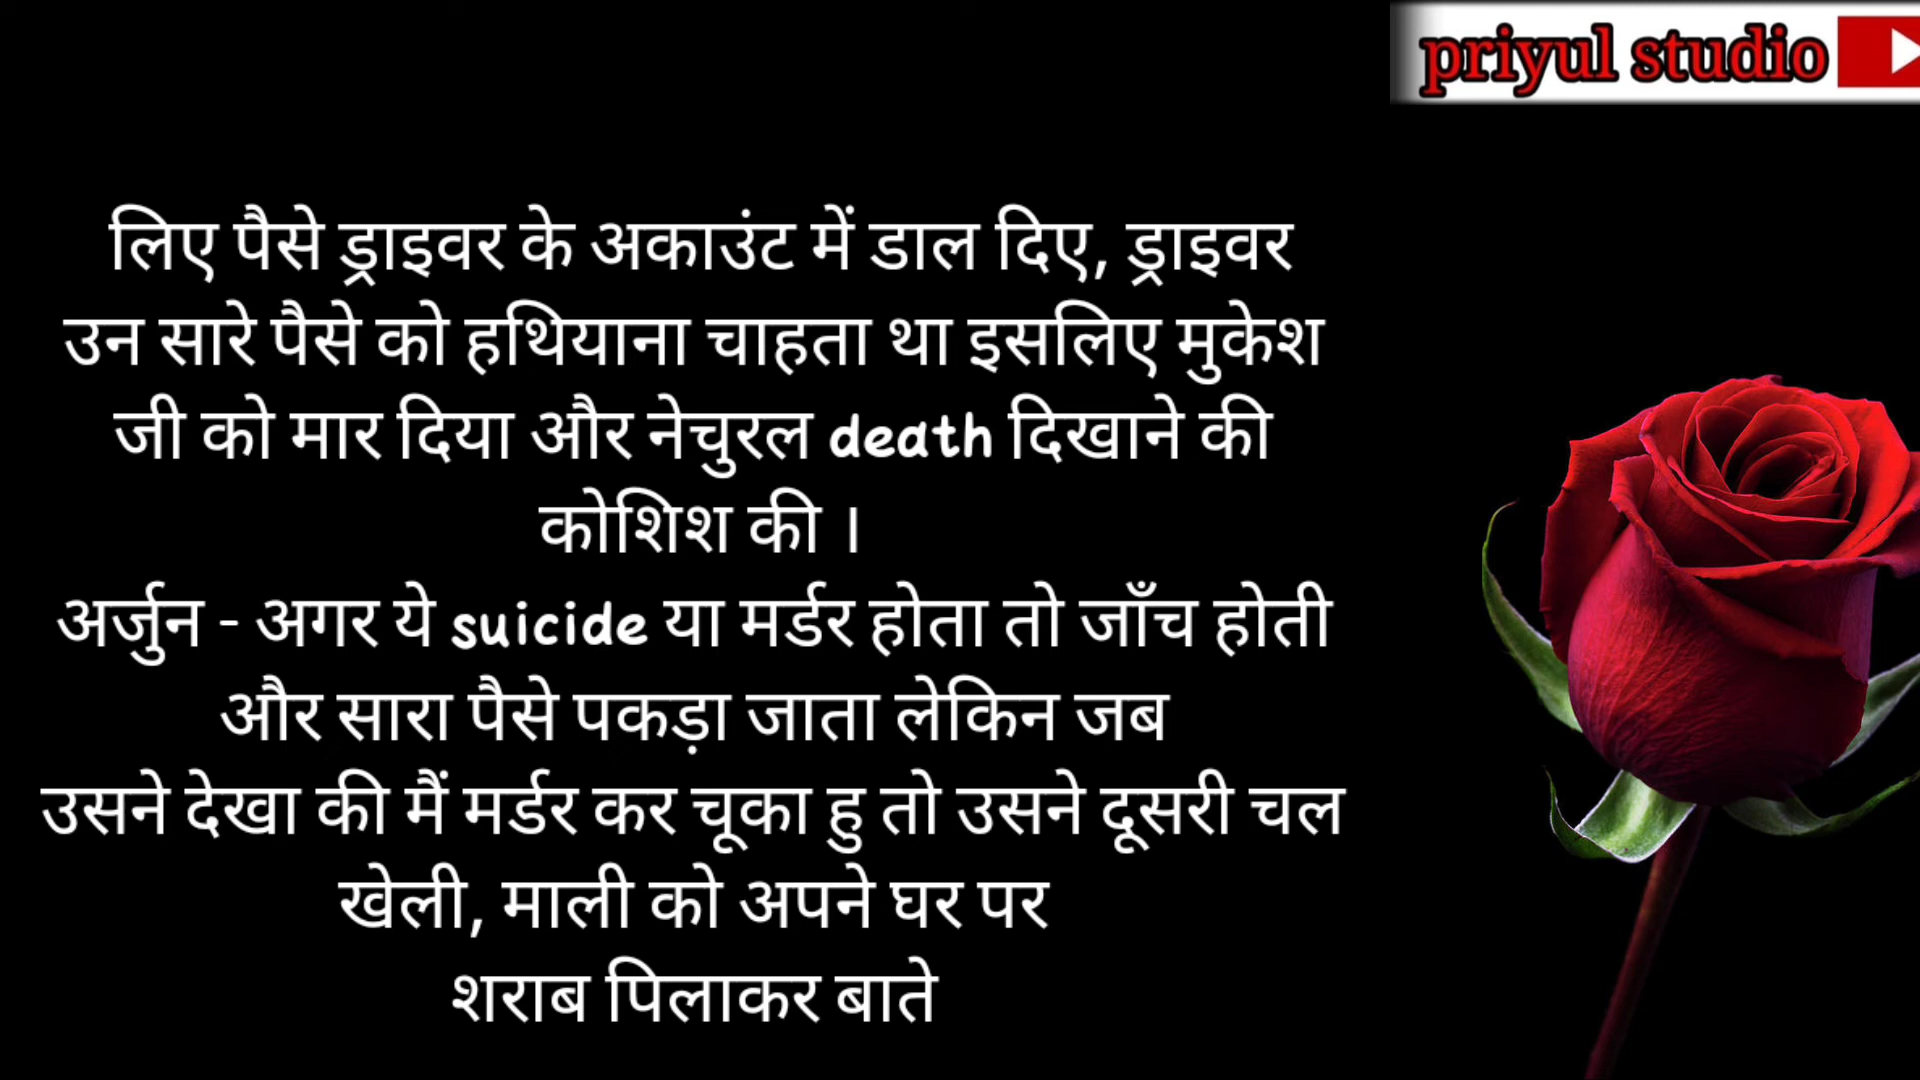 priyul studio
लिए पैसे ड्राइवर के अकाउंट में डाल दिए, ड्राइवर
उन सारे पैसे को हथियाना चाहता था इसलिए मुकेश
जी को मार दिया और नेचुरल death दिखाने की
कोशिश की ।
अर्जुन - अगर ये suicide या मर्डर होता तो जाँच होती
और सारा पैसे पकड़ा जाता लेकिन जब
उसने देखा की मैं मर्डर कर चूका हु तो उसने दूसरी चल
खेली, माली को अपने घर पर
शराब पिलाकर बाते